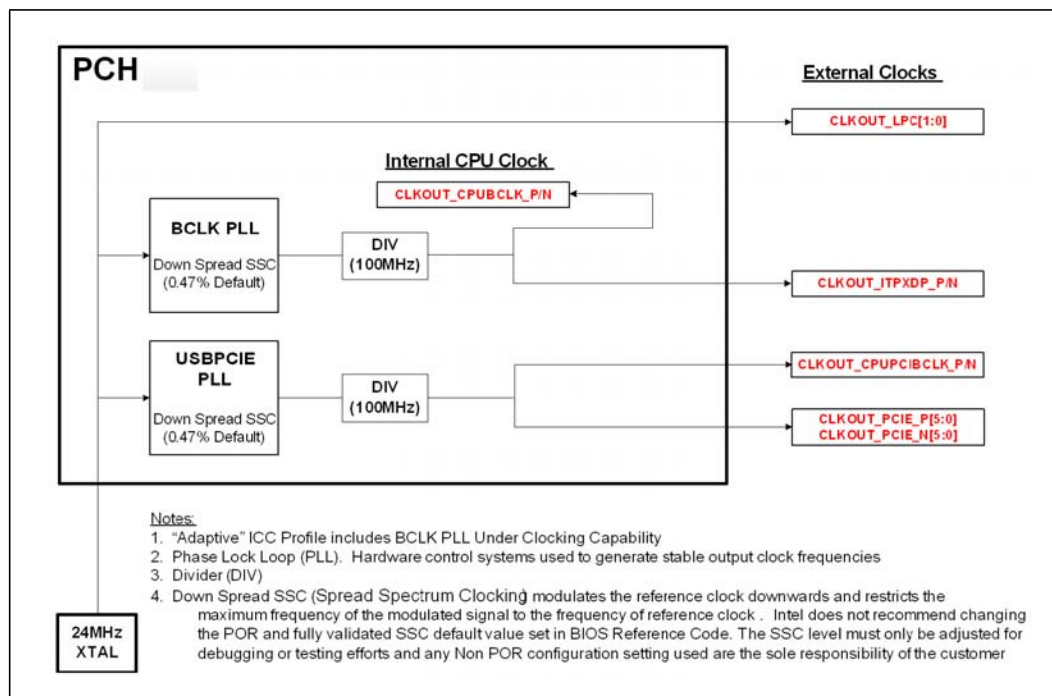 PCH
External Clocks
CLKOUT_LPC[1:0]
Internal CPU Clock
CLKOUT_CPUBCLK_P/N
BCLK PLL
Down Spread SSC
(0.47% Default)
DIV
(100MHz)
CLKOUT_ITPXDP_P/N
USBPCIE
PLL
Down Spread SSC
(0.47% Default)
DIV
(100MHz)
CLKOUT_CPUPCIBCLK_P/N
CLKOUT_PCIE_P[5:0]
CLKOUT_PCIE_N[5:0]
Notes:
1. “Adaptive” ICC Profile includes BCLK PLL Under Clocking Capability
2. Phase Lock Loop (PLL). Hardware control systems used to generate stable output clock frequencies
3. Divider (DIV)
4. Down Spread SSC (Spread Spectrum Clocking) modulates the reference clock downwards and restricts the
maximum frequency of the modulated signal to the frequency of reference clock . Intel does not recommend changing
the POR and fully validated SSC default value set in BIOS Reference Code. The SSC level must only be adjusted for
debugging or testing efforts and any Non POR configuration setting used are the sole responsibility of the customer
24MHz
XTAL